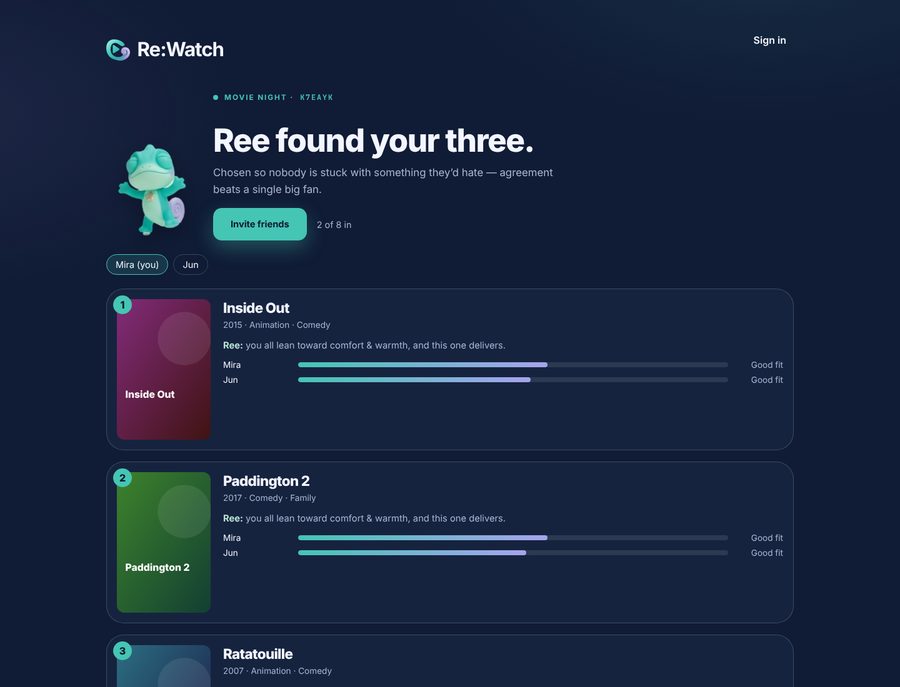 Re:Watch
Sign in
MOVIE NIGHT · K7EAYK
Ree found your three.
Chosen so nobody is stuck with something they’d hate — agreement
beats a single big fan.
Invite friends
2 of 8 in
Mira (you)
Jun
1
Inside Out
Inside Out
2015 · Animation · Comedy
Ree: you all lean toward comfort & warmth, and this one delivers.
Mira
Good fit
Jun
Good fit
2
Paddington 2
Paddington 2
2017 · Comedy · Family
Ree: you all lean toward comfort & warmth, and this one delivers.
Mira
Good fit
Jun
Good fit
3
Ratatouille
2007 · Animation · Comedy